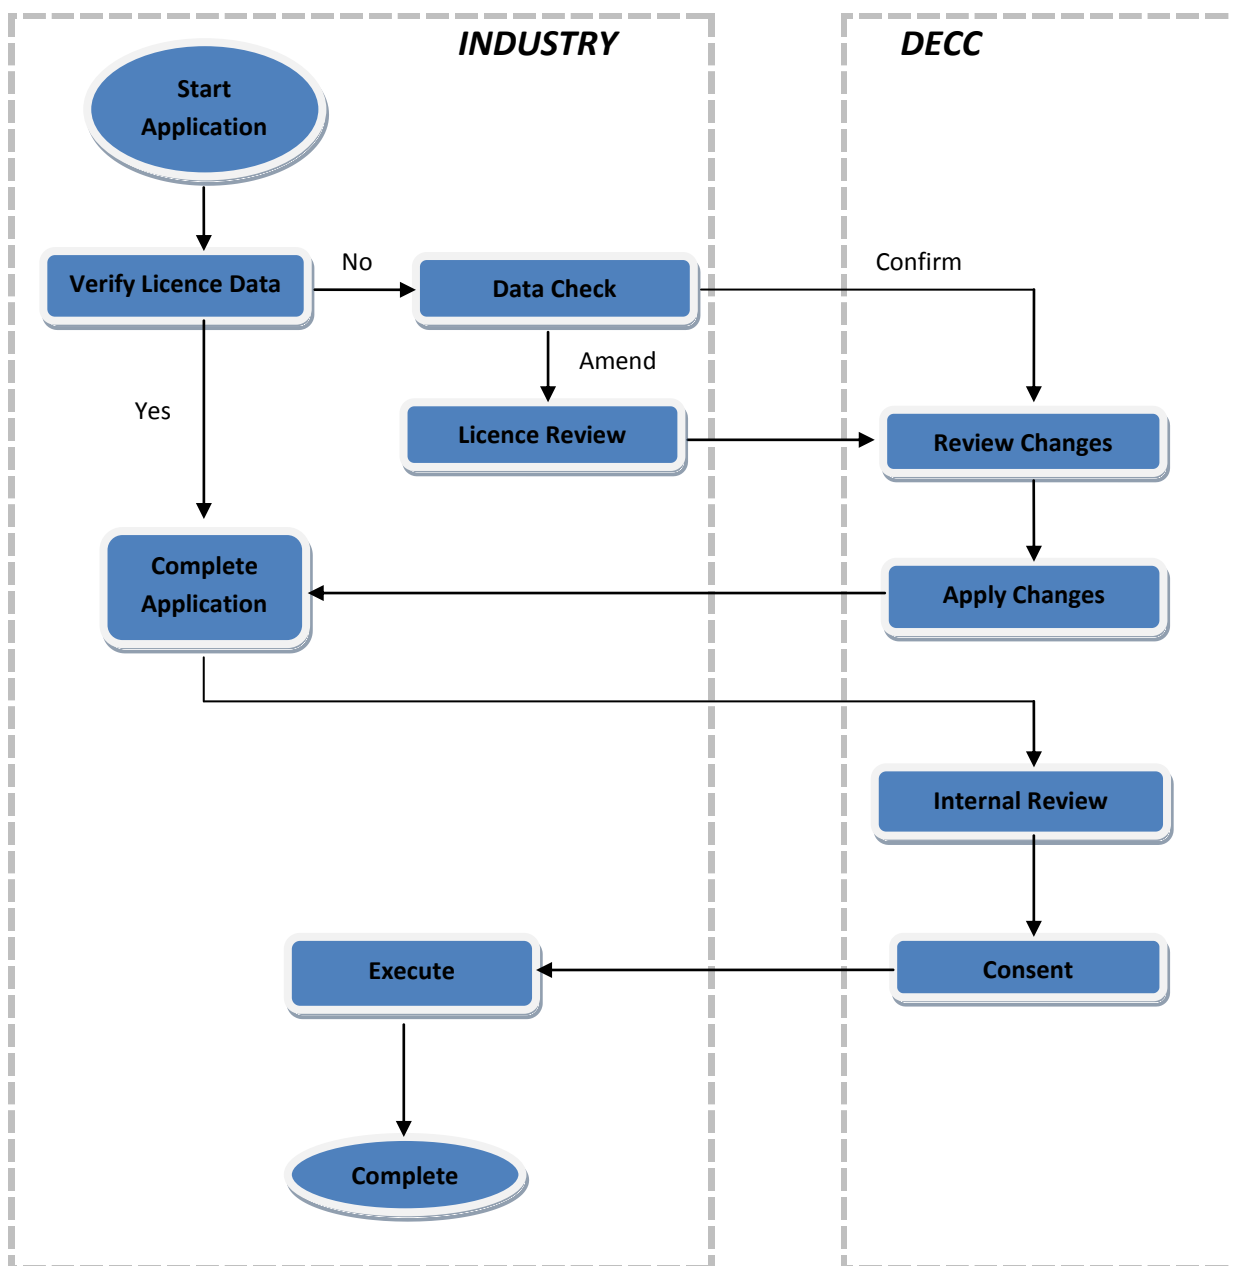 INDUSTRY
DECC
Start
Application
Verify Licence Data
No
Data Check
Confirm
Amend
Yes
Licence Review
Review Changes
Complete
Application
Apply Changes
Internal Review
Execute
Consent
Complete